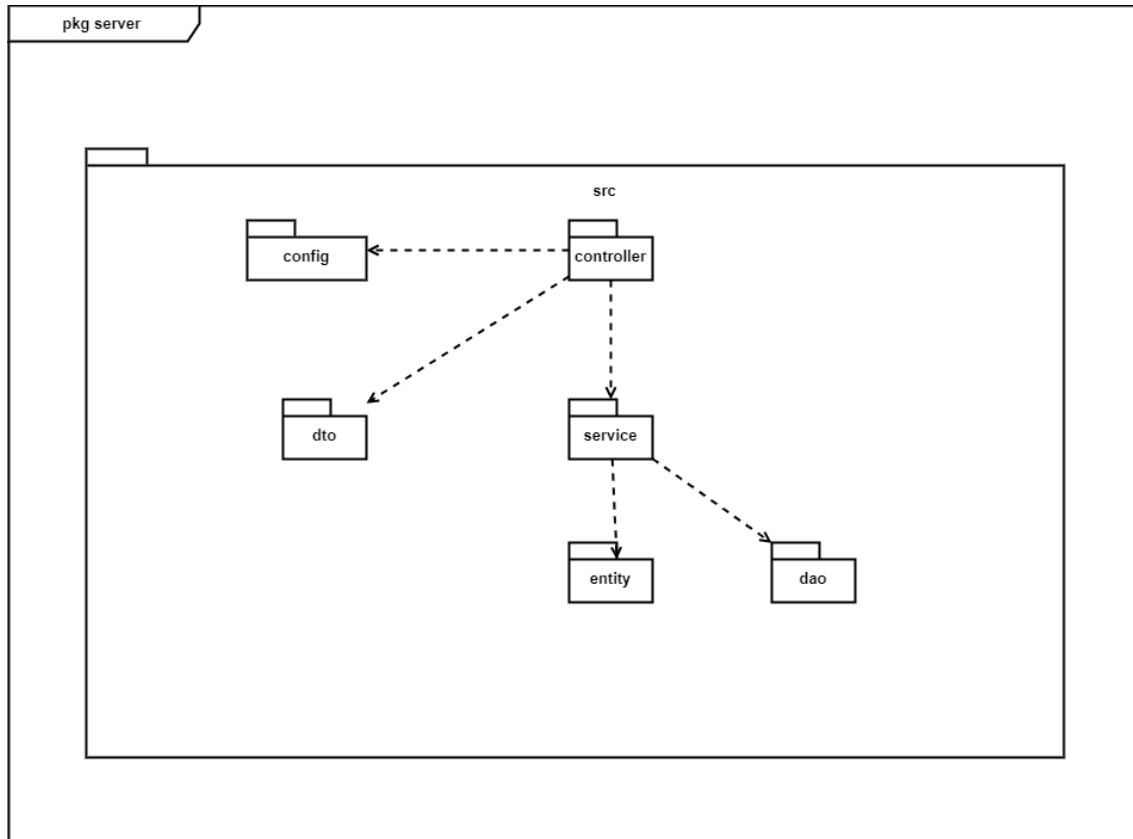 pkg server
src
config
controller
dto
service
entity
dao